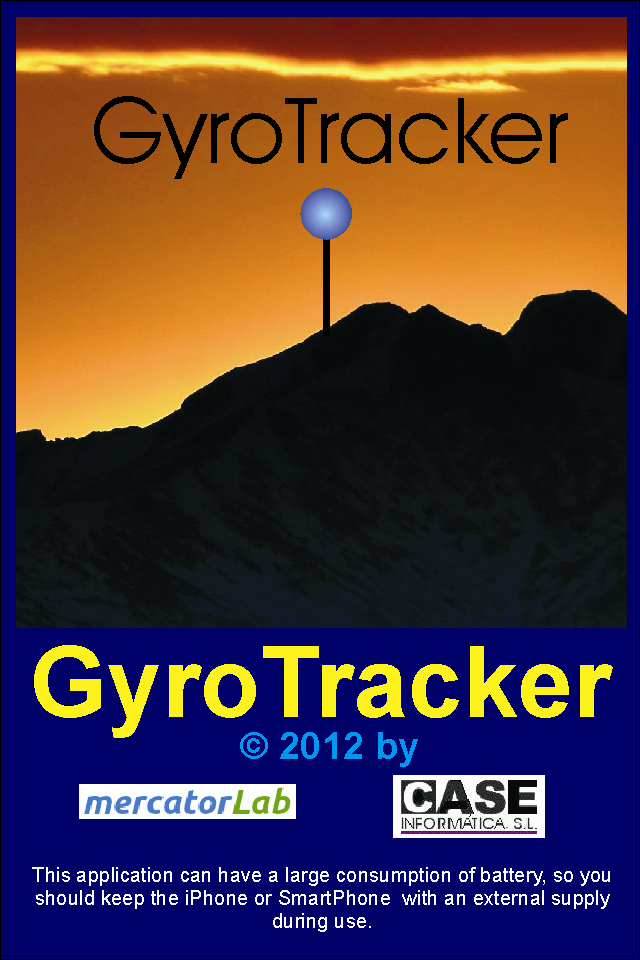 GyroTracker
GyroTracker
© 2012 by
mercatorLab
CASE
INFORMÁTICA. S.L.
This application can have a large consumption of battery, so you
should keep the iPhone or SmartPhone  with an external supply
during use.